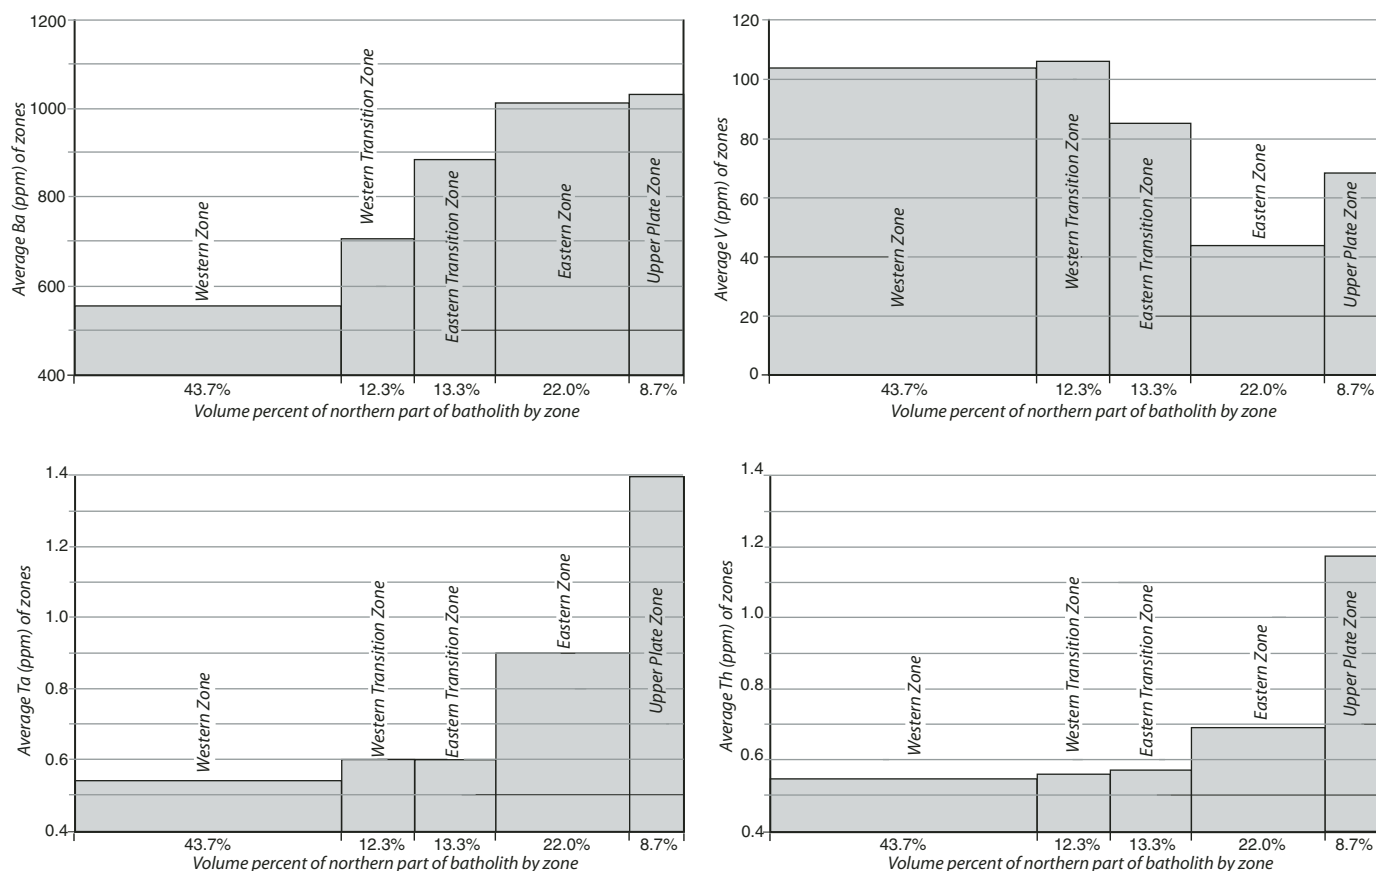 Average Ba (ppm) of zones
1200
1000
800
600
400
Western Zone
Western Transition Zone
Eastern Transition Zone
Eastern Zone
Upper Plate Zone
43.7%
12.3%
13.3%
22.0%
8.7%
Volume percent of northern part of batholith by zone
Average V (ppm) of zones
120
100
80
60
40
20
0
Western Zone
Western Transition Zone
Eastern Transition Zone
Eastern Zone
Upper Plate Zone
43.7%
12.3%
13.3%
22.0%
8.7%
Volume percent of northern part of batholith by zone
Average Ta (ppm) of zones
1.4
1.2
1.0
0.8
0.6
0.4
Western Zone
Western Transition Zone
Eastern Transition Zone
Eastern Zone
Upper Plate Zone
43.7%
12.3%
13.3%
22.0%
8.7%
Volume percent of northern part of batholith by zone
Average Th (ppm) of zones
1.4
1.2
1.0
0.8
0.6
0.4
Western Zone
Western Transition Zone
Eastern Transition Zone
Eastern Zone
Upper Plate Zone
43.7%
12.3%
13.3%
22.0%
8.7%
Volume percent of northern part of batholith by zone